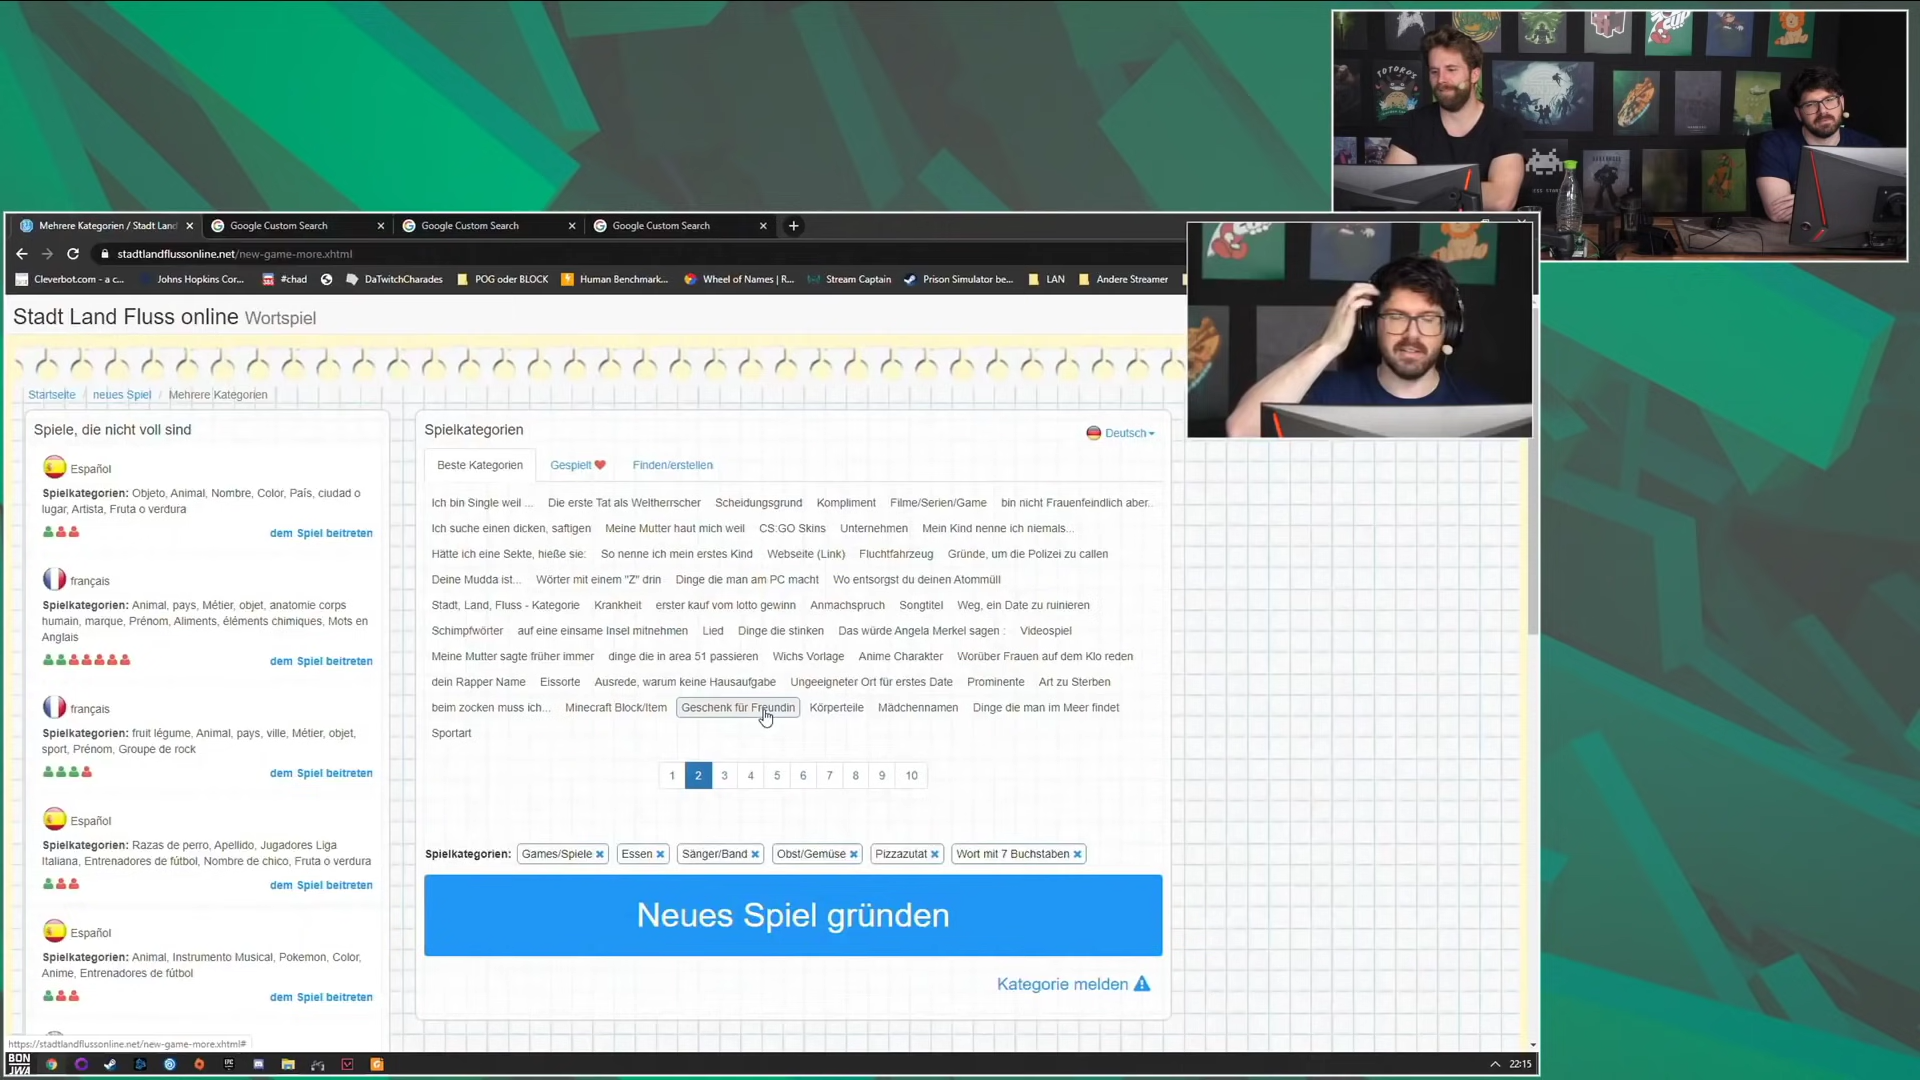 TOTORO'S
CUP
Mehrere Kategorien / Stadt Land
Google Custom Search
Google Custom Search
Google Custom Search
stadtlandflussonline.net/new-game-more.xhtml
Cleverbot.com - a c...
Johns Hopkins Cor...
#chad
DaTwitchCharades
POG oder BLOCK
Human Benchmark...
Wheel of Names | R...
Stream Captain
Prison Simulator be...
LAN
Andere Streamer
Stadt Land Fluss online Wortspiel
Startseite / neues Spiel / Mehrere Kategorien
Spiele, die nicht voll sind
Español
Spielkategorien: Objeto, Animal, Nombre, Color, País, ciudad o
lugar, Artista, Fruta o verdura
dem Spiel beitreten
français
Spielkategorien: Animal, pays, Métier, objet, anatomie corps
humain, marque, Prénom, Aliments, éléments chimiques, Mots en
Anglais
dem Spiel beitreten
français
Spielkategorien: fruit légume, Animal, pays, ville, Métier, objet,
sport, Prénom, Groupe de rock
dem Spiel beitreten
Español
Spielkategorien: Razas de perro, Apellido, Jugadores Liga
Italiana, Entrenadores de fútbol, Nombre de chico, Fruta o verdura
dem Spiel beitreten
Español
Spielkategorien: Animal, Instrumento Musical, Pokemon, Color,
Anime, Entrenadores de fútbol
dem Spiel beitreten
Spielkategorien
Deutsch
Beste Kategorien Gespielt Finden/erstellen
Ich bin Single weil ... Die erste Tat als Weltherrscher Scheidungsgrund Kompliment Filme/Serien/Game bin nicht Frauenfeindlich aber..
Ich suche einen dicken, saftigen Meine Mutter haut mich weil CS:GO Skins Unternehmen Mein Kind nenne ich niemals...
Hätte ich eine Sekte, hieße sie: So nenne ich mein erstes Kind Webseite (Link) Fluchtfahrzeug Gründe, um die Polizei zu callen
Deine Mudda ist... Wörter mit einem "Z" drin Dinge die man am PC macht Wo entsorgst du deinen Atommüll
Stadt, Land, Fluss - Kategorie Krankheit erster kauf vom lotto gewinn Anmachspruch Songtitel Weg, ein Date zu ruinieren
Schimpfwörter auf eine einsame Insel mitnehmen Lied Dinge die stinken Das würde Angela Merkel sagen : Videospiel
Meine Mutter sagte früher immer dinge die in area 51 passieren Wichs Vorlage Anime Charakter Worüber Frauen auf dem Klo reden
dein Rapper Name Eissorte Ausrede, warum keine Hausaufgabe Ungeeigneter Ort für erstes Date Prominente Art zu Sterben
beim zocken muss ich... Minecraft Block/Item Geschenk für Freundin Körperteile Mädchennamen Dinge die man im Meer findet
Sportart
1 2 3 4 5 6 7 8 9 10
Spielkategorien: Games/Spiele Essen Sänger/Band Obst/Gemüse Pizzazutat Wort mit 7 Buchstaben
Neues Spiel gründen
Kategorie melden
https://stadtlandflussonline.net/new-game-more.xhtml#
BON
JWA
22:15